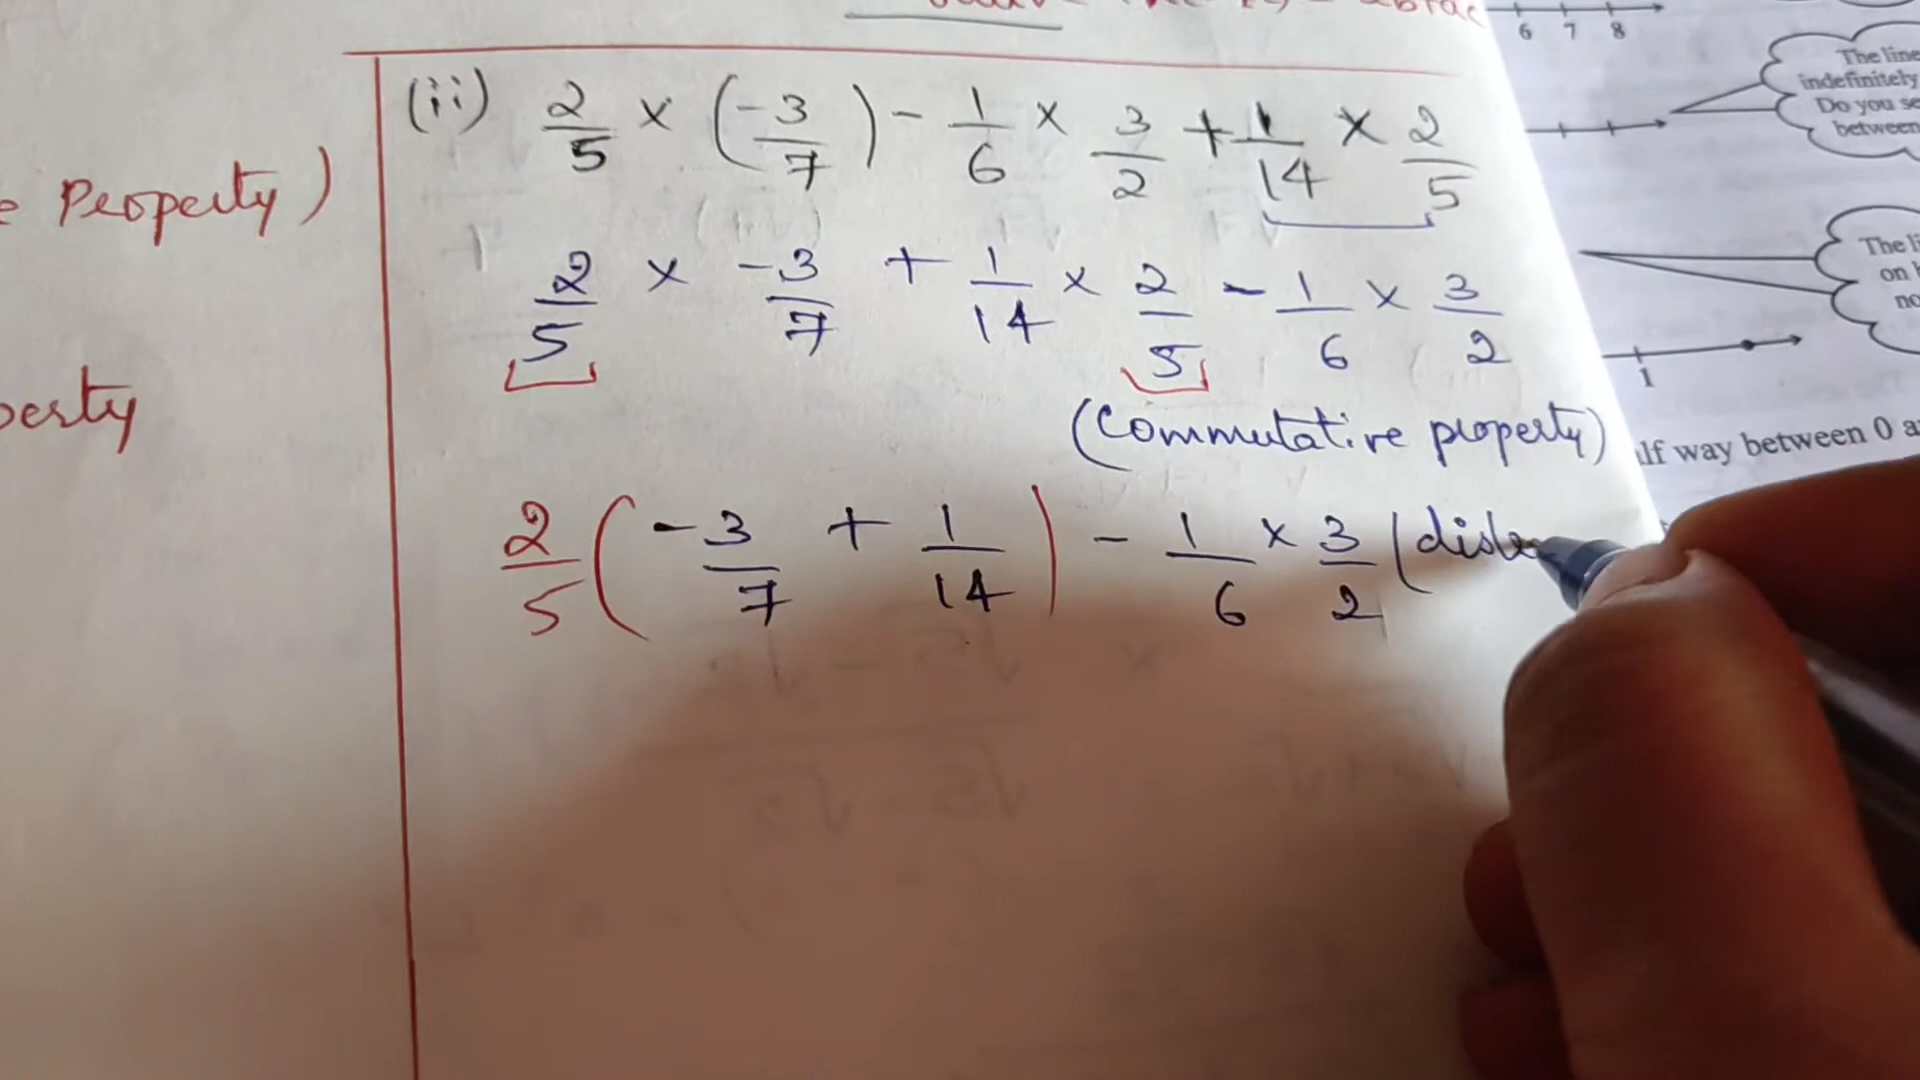 6 7 8
The line
indefinitely
Do you se
between
on
1
lf way between 0 a
e Property)
perty
(ii) 2/5 × (-3/7) - 1/6 × 3/2 + 1/14 × 2/5
2/5 × -3/7 + 1/14 × 2/5 - 1/6 × 3/2
(Commutative property)
2/5 (-3/7 + 1/14) - 1/6 × 3/2 (dist